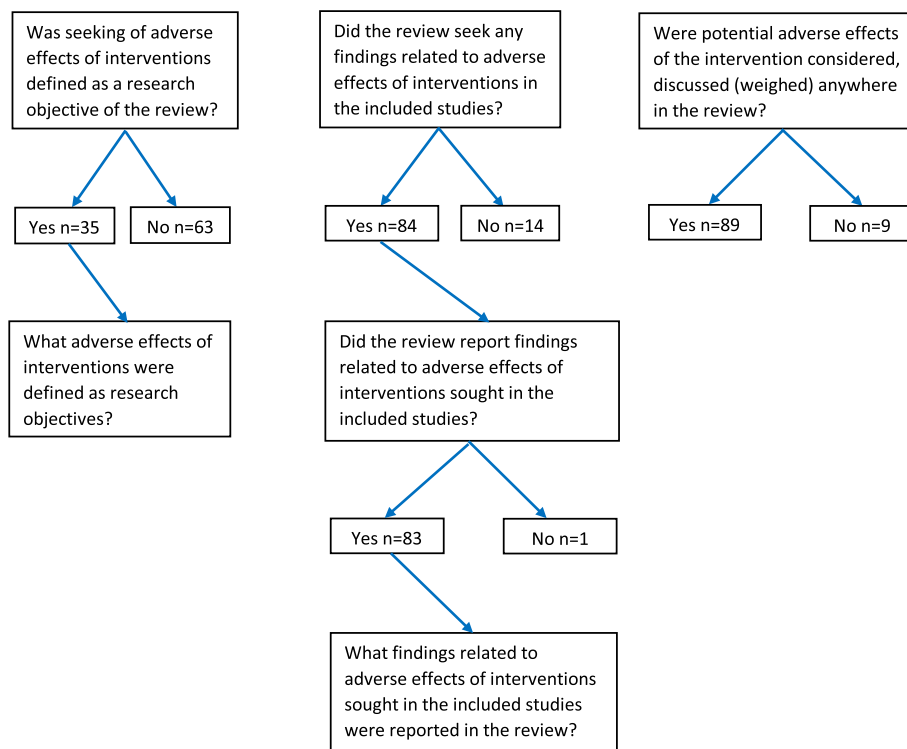 Was seeking of adverse
effects of interventions
defined as a research
objective of the review?
Did the review seek any
findings related to adverse
effects of interventions in
the included studies?
Were potential adverse effects
of the intervention considered,
discussed (weighed) anywhere
in the review?
Yes n=35
No n=63
Yes n=84
No n=14
Yes n=89
No n=9
What adverse effects of
interventions were
defined as research
objectives?
Did the review report findings
related to adverse effects of
interventions sought in the
included studies?
Yes n=83
No n=1
What findings related to
adverse effects of interventions
sought in the included studies
were reported in the review?